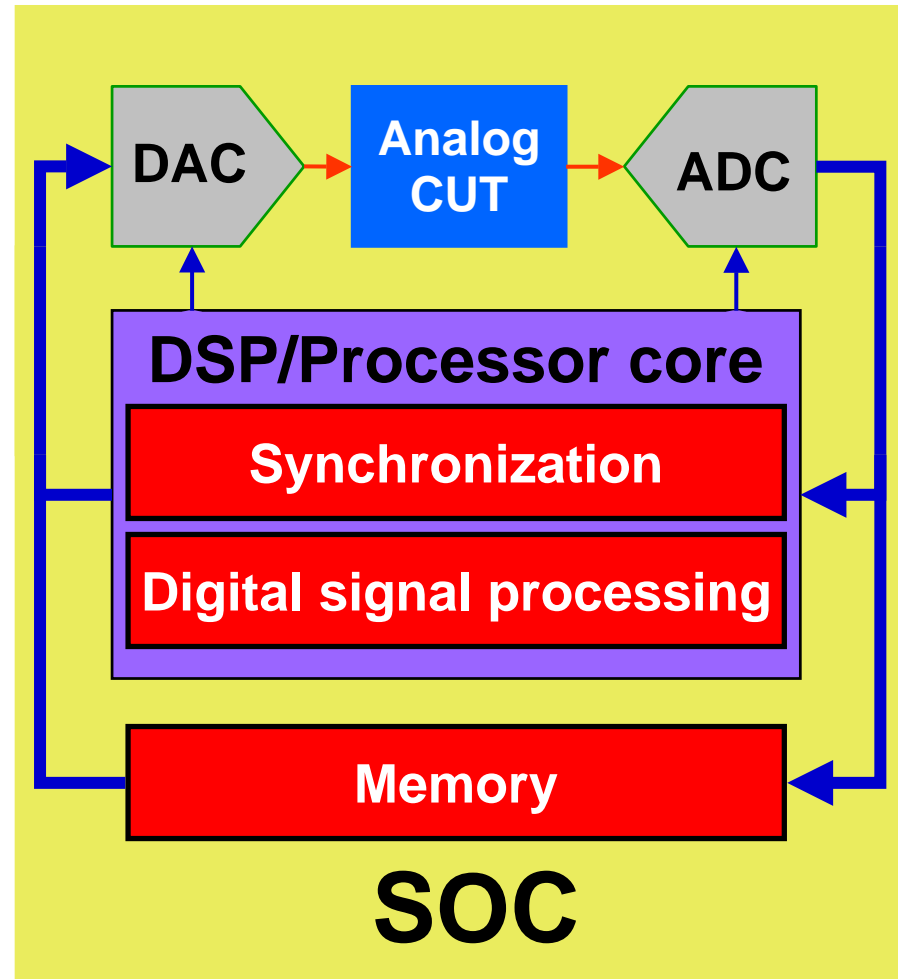 DAC
Analog
CUT
ADC
DSP/Processor core
Synchronization
Digital signal processing
Memory
SOC